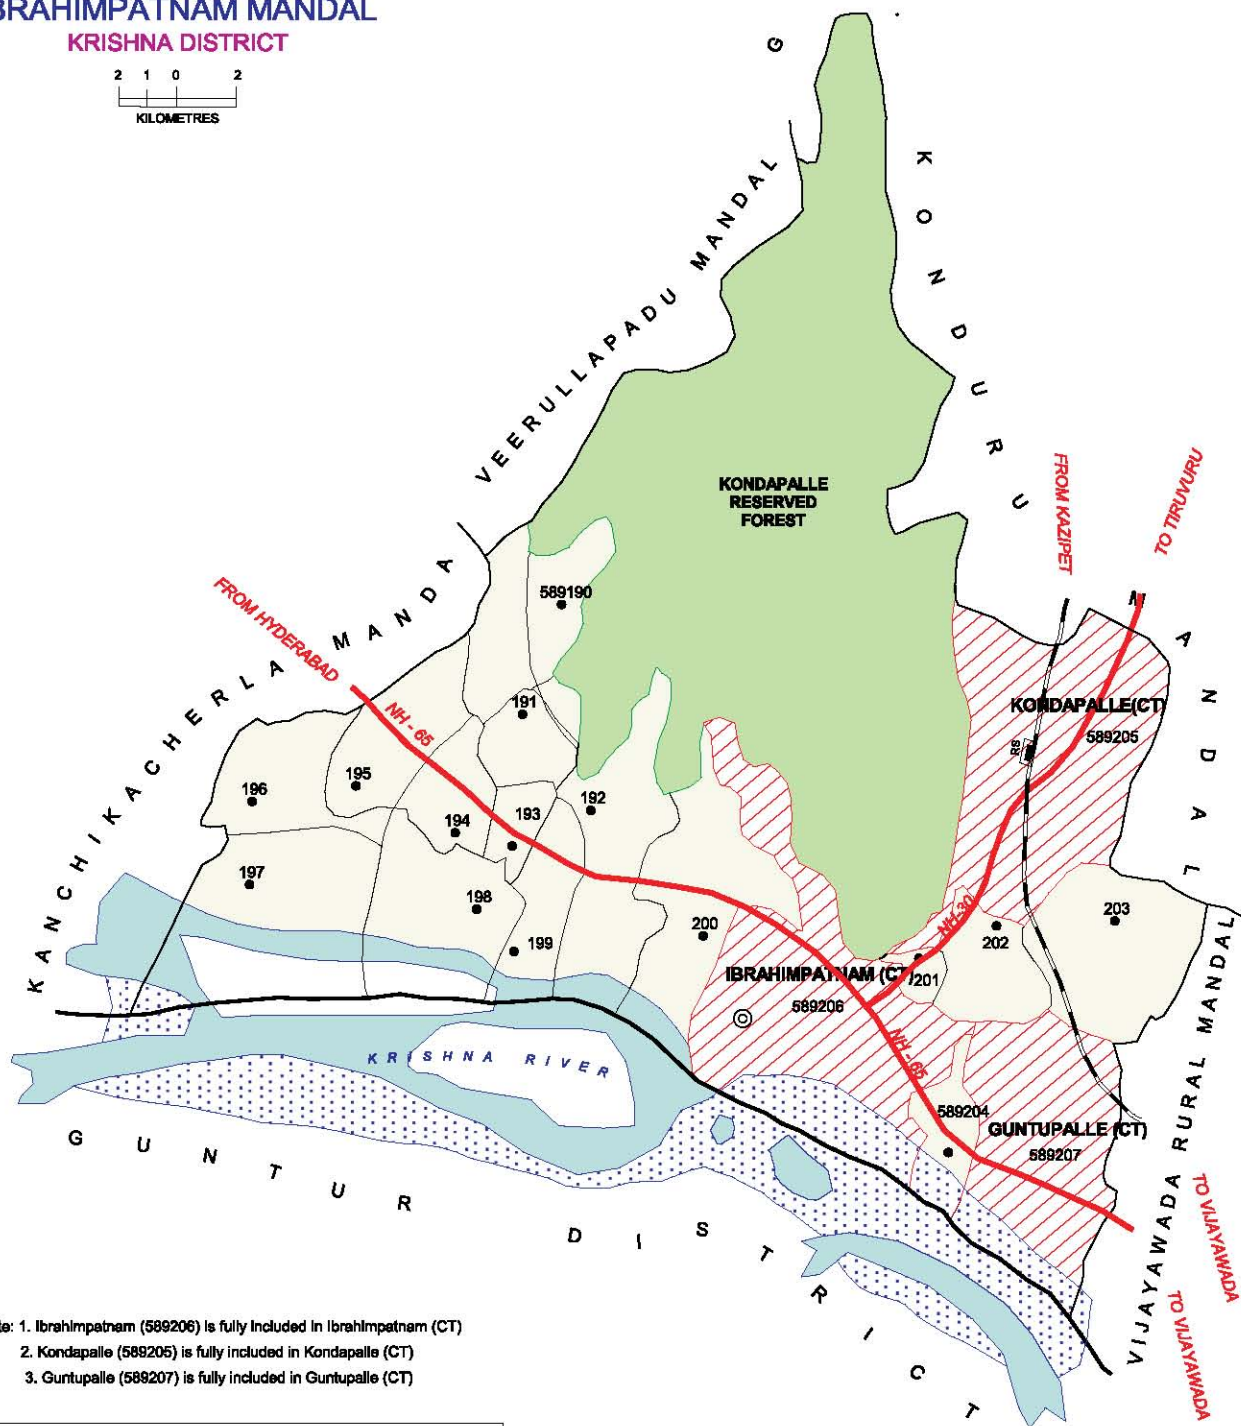 BRAHIMPATNAM MANDAL
KRISHNA DISTRICT
2 1 0 2
KILOMETRES
G KONDURU MANDAL
VEERULLAPADU MANDAL
KANCHIKACHERLA MANDA
KONDAPALLE
RESERVED
FOREST
FROM KAZIPET
TO TIRUVURU
FROM HYDERABAD
NH - 65
589190
191
KONDAPALLE(CT)
589205
RS
195
196
192
193
194
197
198
199
200
203
202
NH-30
IBRAHIMPATNAM (CT)
201
589206
NH - 65
KRISHNA RIVER
589204
GUNTUPALLE (CT)
589207
GUNTUR DISTRICT
VIJAYAWADA RURAL MANDAL
TO VIJAYAWADA
TO VIJAYAWADA
te: 1. Ibrahimpatnam (589206) is fully included in Ibrahimpatnam (CT)
2. Kondapalle (589205) is fully included in Kondapalle (CT)
3. Guntupalle (589207) is fully included in Guntupalle (CT)